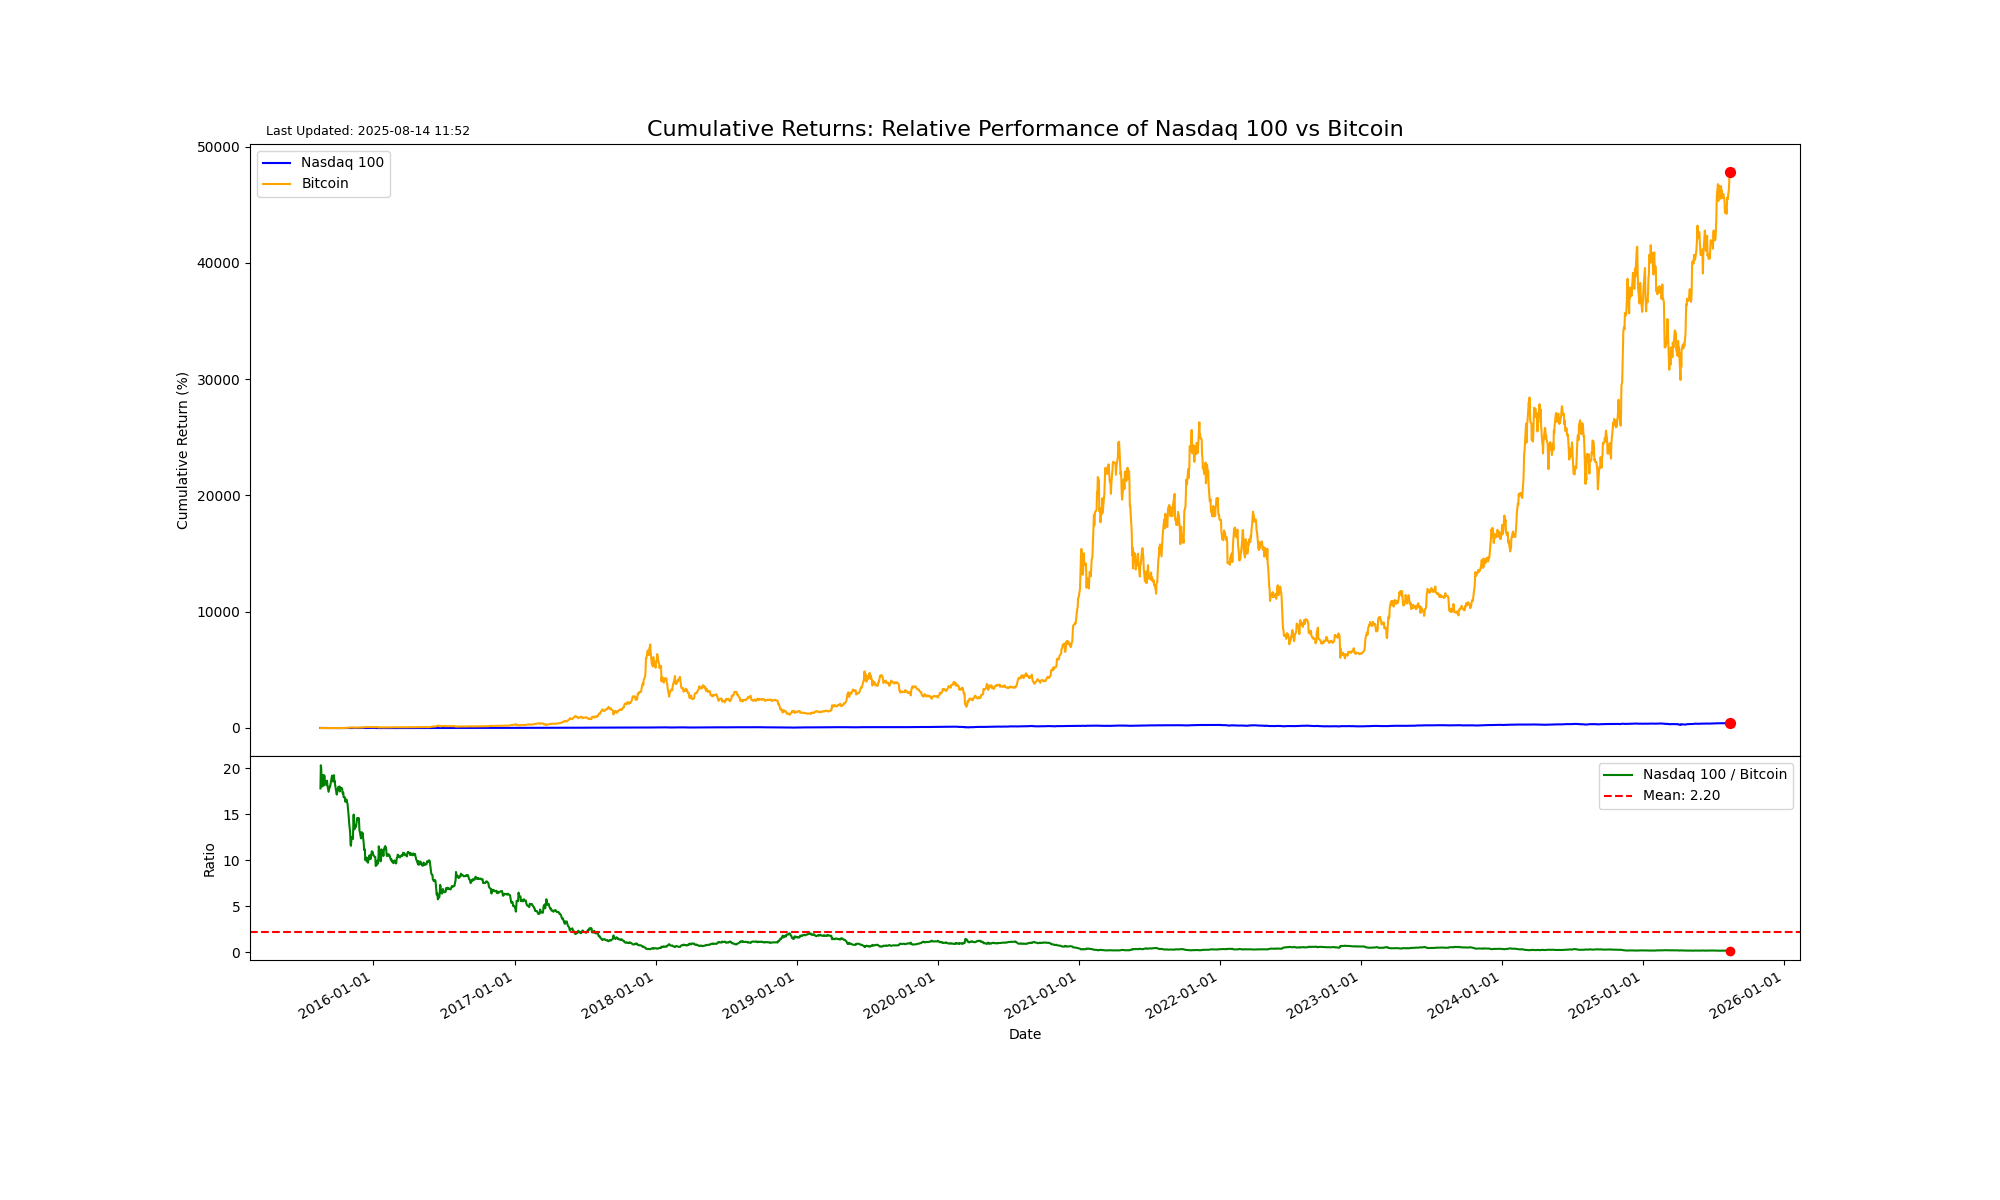 Last Updated: 2025-08-14 11:52
Cumulative Returns: Relative Performance of Nasdaq 100 vs Bitcoin
Nasdaq 100
Bitcoin
Cumulative Return (%)
50000
40000
30000
20000
10000
0
Nasdaq 100 / Bitcoin
Mean: 2.20
Ratio
20
15
10
5
0
2016-01-01
2017-01-01
2018-01-01
2019-01-01
2020-01-01
2021-01-01
2022-01-01
2023-01-01
2024-01-01
2025-01-01
2026-01-01
Date